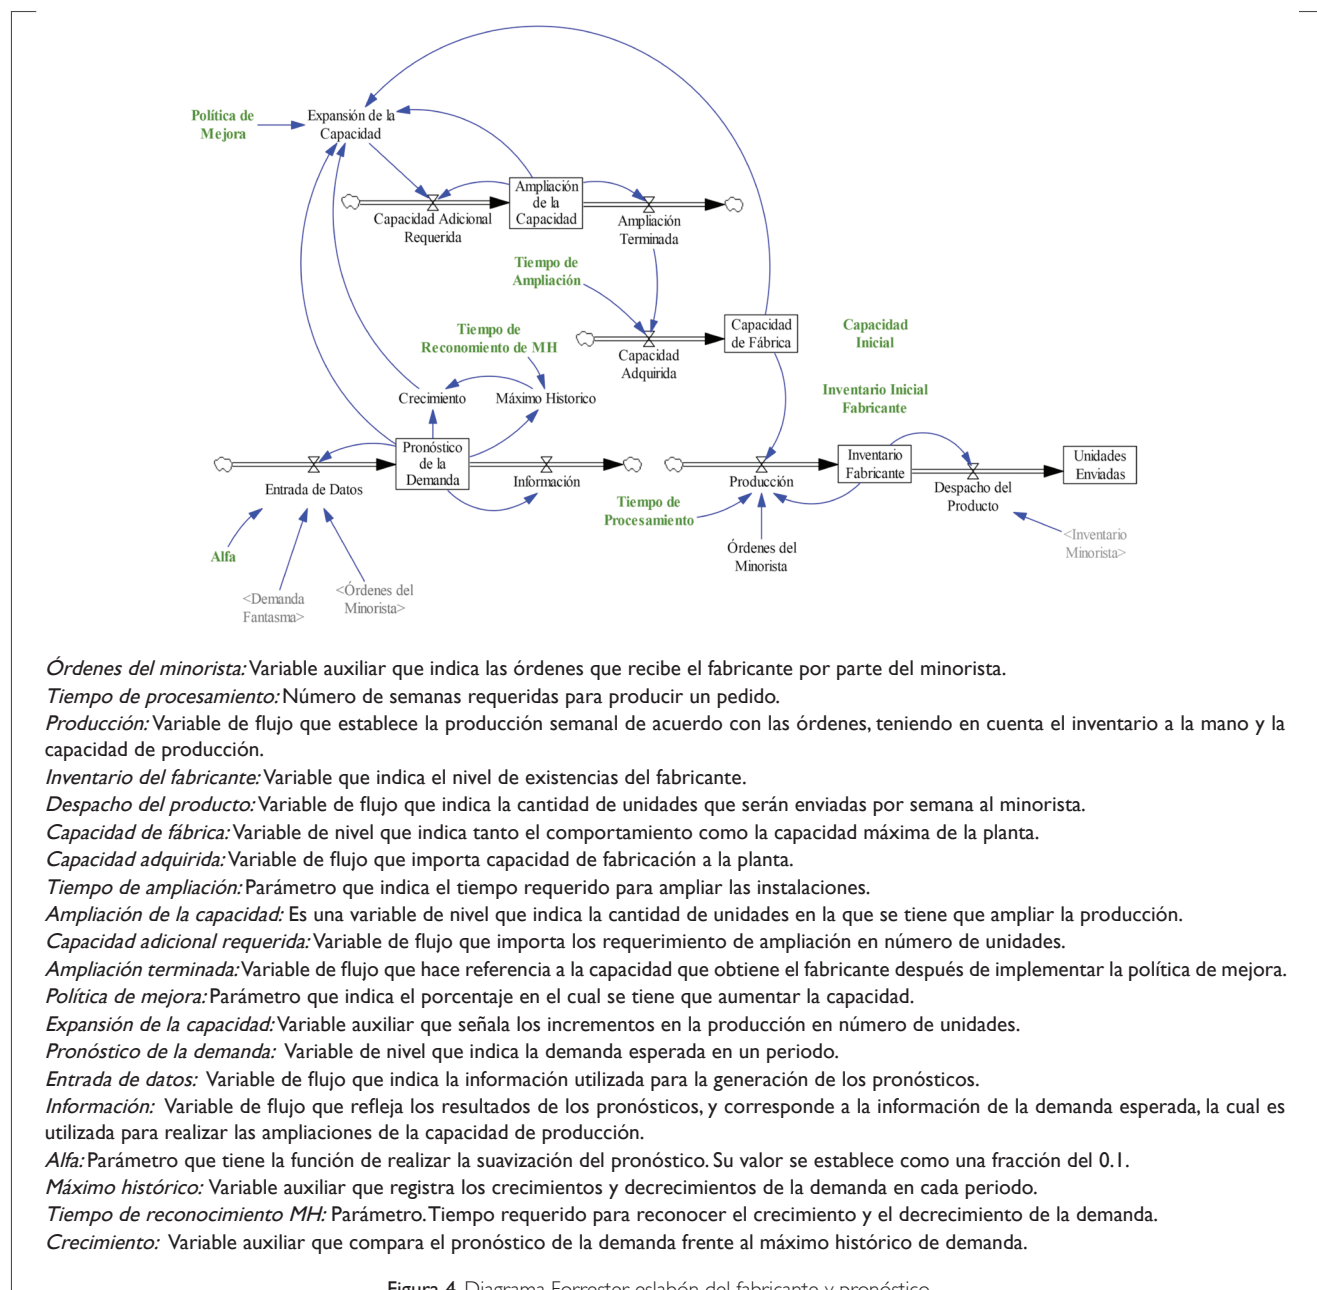 Política de
Mejora
Expansión de la
Capacidad
Capacidad Adicional
Requerida
Ampliación
de la
Capacidad
Ampliación
Terminada
Tiempo de
Ampliación
Capacidad
Adquirida
Capacidad
de Fábrica
Capacidad
Inicial
Tiempo de
Reconomiento de MH
Crecimiento
Máximo Historico
Inventario Inicial
Fabricante
Entrada de Datos
Pronóstico
de la
Demanda
Información
Producción
Inventario
Fabricante
Despacho del
Producto
Unidades
Enviadas
Tiempo de
Procesamiento
Órdenes del
Minorista
<Inventario
Minorista>
Alfa
<Demanda
Fantasma>
<Órdenes del
Minorista>
Órdenes del minorista: Variable auxiliar que indica las órdenes que recibe el fabricante por parte del minorista.
Tiempo de procesamiento: Número de semanas requeridas para producir un pedido.
Producción: Variable de flujo que establece la producción semanal de acuerdo con las órdenes, teniendo en cuenta el inventario a la mano y la
capacidad de producción.
Inventario del fabricante: Variable que indica el nivel de existencias del fabricante.
Despacho del producto: Variable de flujo que indica la cantidad de unidades que serán enviadas por semana al minorista.
Capacidad de fábrica: Variable de nivel que indica tanto el comportamiento como la capacidad máxima de la planta.
Capacidad adquirida: Variable de flujo que importa capacidad de fabricación a la planta.
Tiempo de ampliación: Parámetro que indica el tiempo requerido para ampliar las instalaciones.
Ampliación de la capacidad: Es una variable de nivel que indica la cantidad de unidades en la que se tiene que ampliar la producción.
Capacidad adicional requerida: Variable de flujo que importa los requerimiento de ampliación en número de unidades.
Ampliación terminada: Variable de flujo que hace referencia a la capacidad que obtiene el fabricante después de implementar la política de mejora.
Política de mejora: Parámetro que indica el porcentaje en el cual se tiene que aumentar la capacidad.
Expansión de la capacidad: Variable auxiliar que señala los incrementos en la producción en número de unidades.
Pronóstico de la demanda: Variable de nivel que indica la demanda esperada en un periodo.
Entrada de datos: Variable de flujo que indica la información utilizada para la generación de los pronósticos.
Información: Variable de flujo que refleja los resultados de los pronósticos, y corresponde a la información de la demanda esperada, la cual es
utilizada para realizar las ampliaciones de la capacidad de producción.
Alfa: Parámetro que tiene la función de realizar la suavización del pronóstico. Su valor se establece como una fracción del 0.1.
Máximo histórico: Variable auxiliar que registra los crecimientos y decrecimientos de la demanda en cada periodo.
Tiempo de reconocimiento MH: Parámetro. Tiempo requerido para reconocer el crecimiento y el decrecimiento de la demanda.
Crecimiento: Variable auxiliar que compara el pronóstico de la demanda frente al máximo histórico de demanda.
Figura 4. Diagrama Forrester eslabón del fabricante y pronóstico